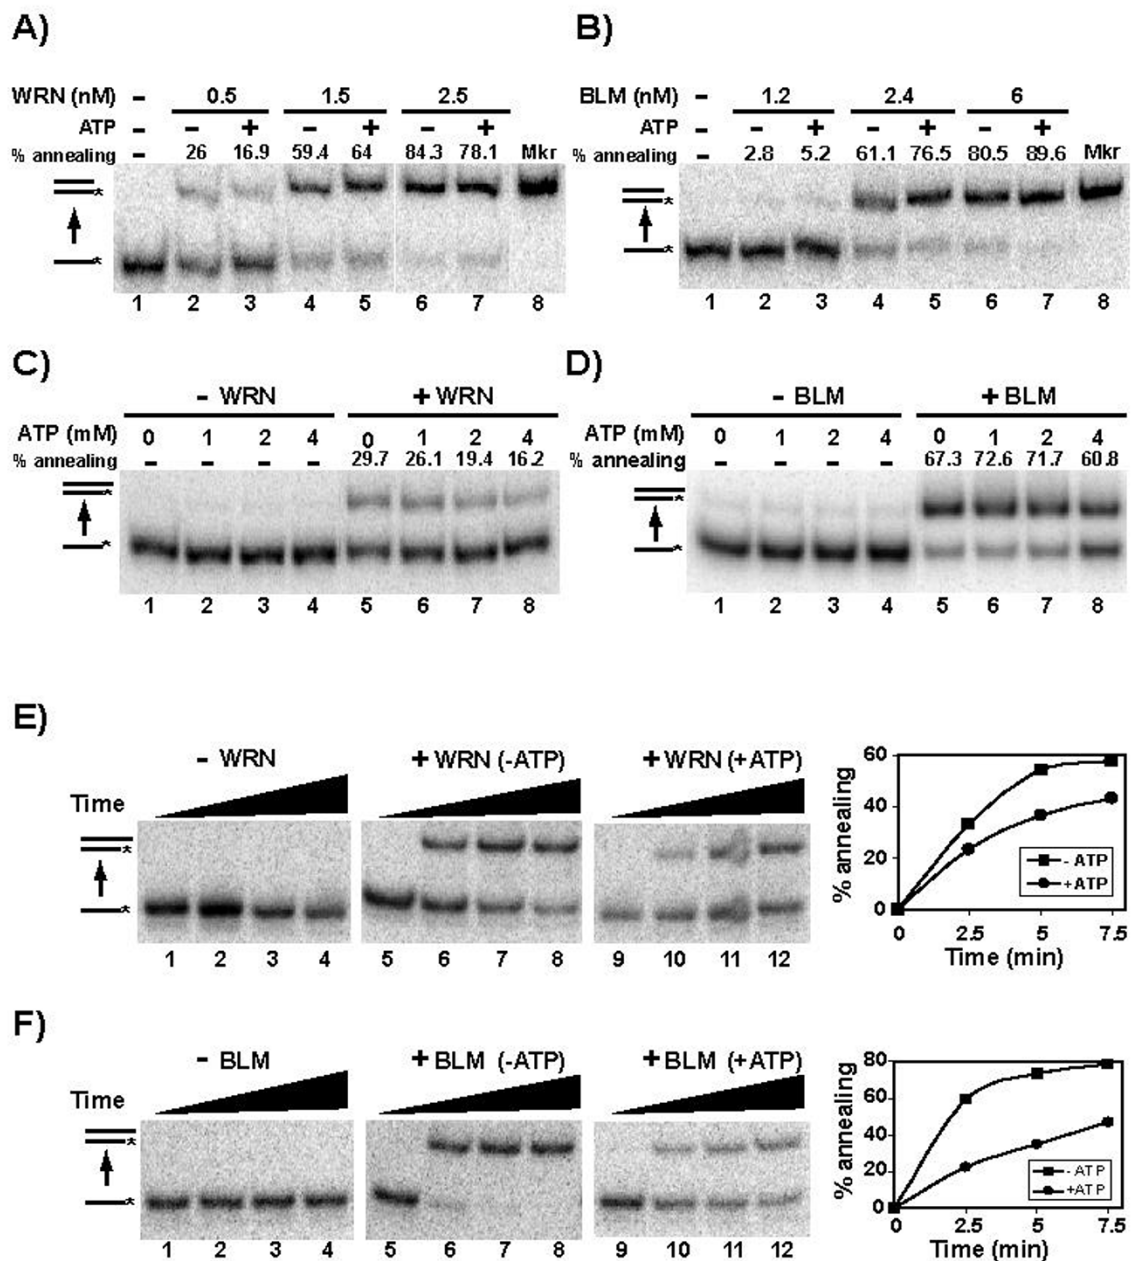 A)
WRN (nM) - 0.5 1.5 2.5
ATP - - + - + - +
% annealing - 26 16.9 59.4 64 84.3 78.1 Mkr
*
*
1 2 3 4 5 6 7 8
B)
BLM (nM) - 1.2 2.4 6
ATP - - + - + - +
% annealing - 2.8 5.2 61.1 76.5 80.5 89.6 Mkr
*
*
1 2 3 4 5 6 7 8
C)
- WRN + WRN
ATP (mM) 0 1 2 4 0 1 2 4
% annealing - - - - 29.7 26.1 19.4 16.2
*
*
1 2 3 4 5 6 7 8
D)
- BLM + BLM
ATP (mM) 0 1 2 4 0 1 2 4
% annealing - - - - 67.3 72.6 71.7 60.8
*
*
1 2 3 4 5 6 7 8
E)
- WRN + WRN (-ATP) + WRN (+ATP)
Time
*
*
1 2 3 4 5 6 7 8 9 10 11 12
% annealing
60
40
20
0
- ATP
+ATP
0 2.5 5 7.5
Time (min)
F)
- BLM + BLM (-ATP) + BLM (+ATP)
Time
*
*
1 2 3 4 5 6 7 8 9 10 11 12
% annealing
80
60
40
20
0
- ATP
+ATP
0 2.5 5 7.5
Time (min)